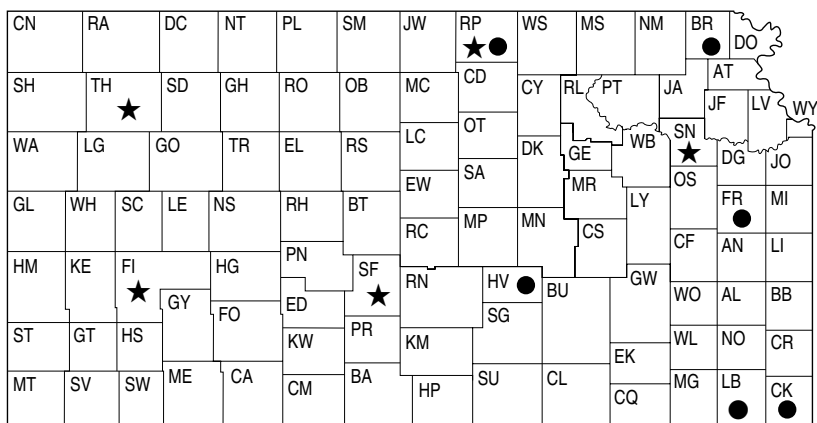 CN RA DC NT PL SM JW RP WS MS NM BR DO
SH TH SD GH RO OB MC CD CY RL PT JA AT
JF LV WY
WA LG GO TR EL RS LC OT DK GE WB SN DG JO
EW SA MR LY OS
GL WH SC LE NS RH BT RC MP MN CS FR MI
HM KE FI HG PN SF RN HV BU GW CF AN LI
GY FO ED SG WO AL BB
ST GT HS KW PR KM EK WL NO CR
MT SV SW ME CA CM BA HP SU CL CQ MG LB CK